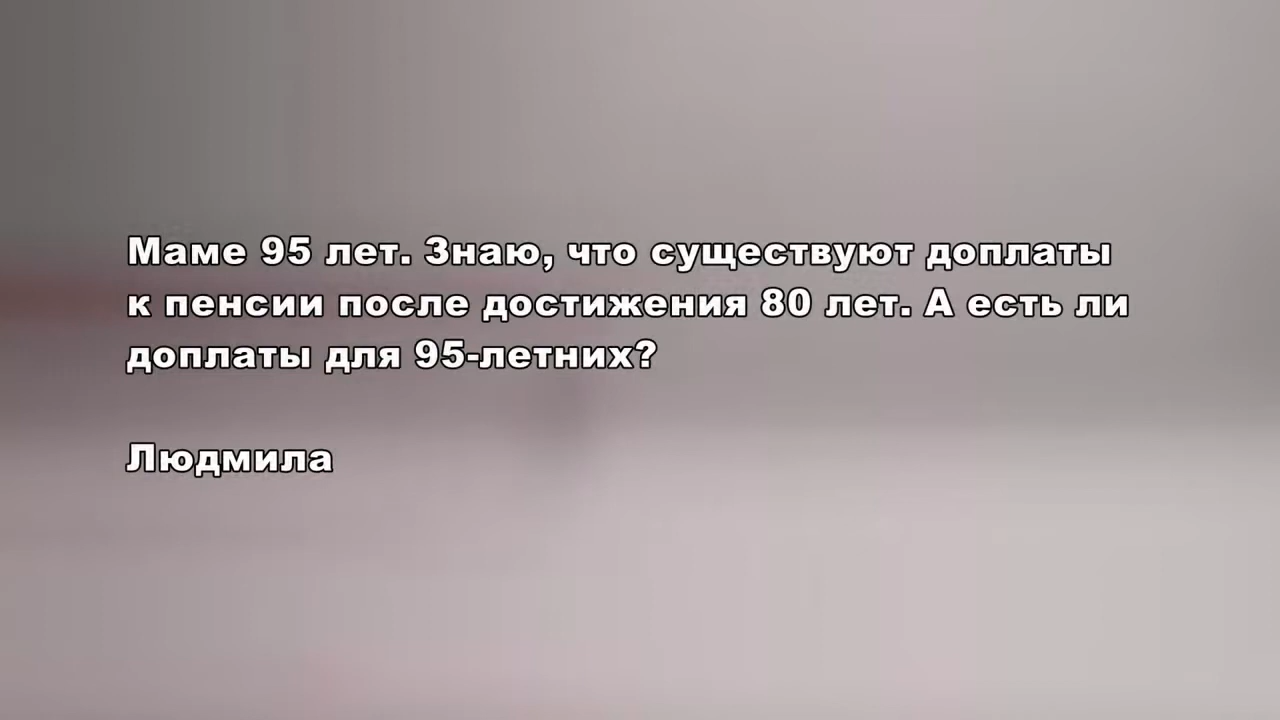 Маме 95 лет. Знаю, что существуют доплаты
к пенсии после достижения 80 лет. А есть ли
доплаты для 95-летних?
Людмила